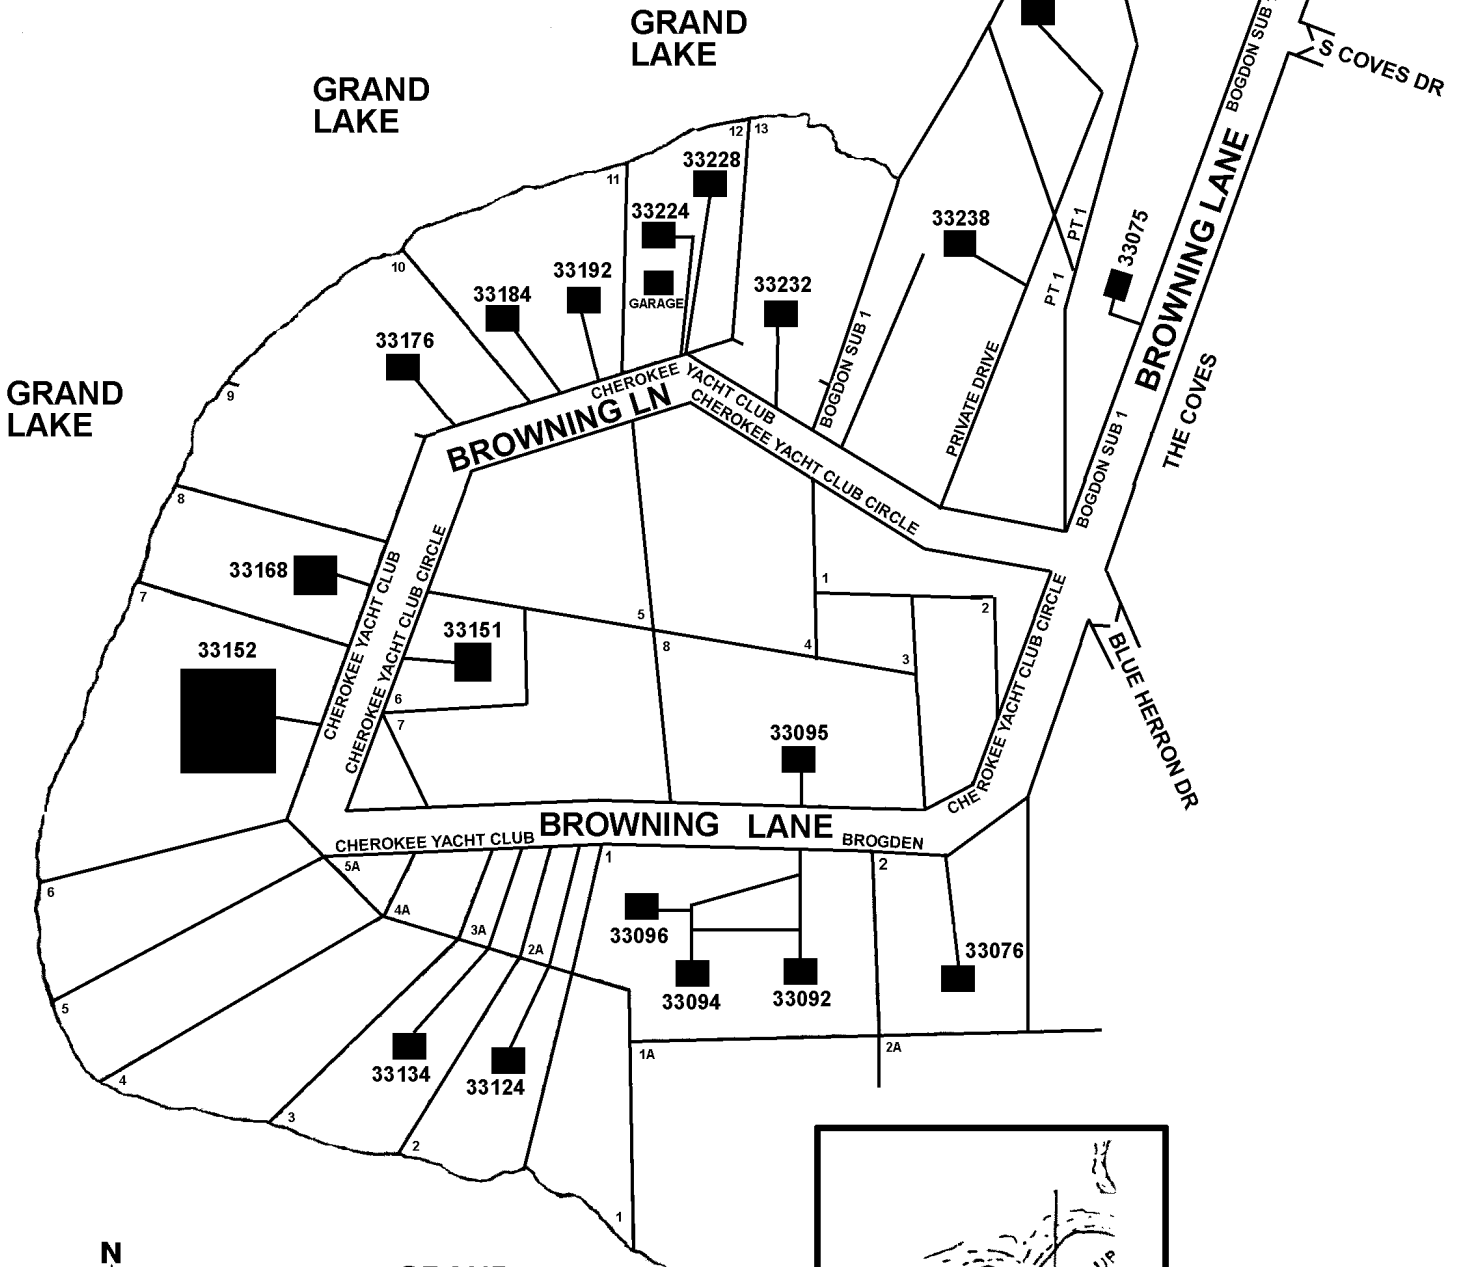 GRAND
LAKE
GRAND
LAKE
GRAND
LAKE
S COVES DR
BOGDON SUB
BROWNING LANE
THE COVES
BOGDON SUB 1
33075
PT 1
PT 1
PRIVATE DRIVE
33238
BOGDON SUB 1
12
13
33228
11
33224
GARAGE
33232
33192
33184
10
33176
9
8
33168
7
33152
CHEROKEE
YACHT CLUB
BROWNING LN
CHEROKEE YACHT CLUB CIRCLE
CHEROKEE YACHT CLUB
CHEROKEE YACHT CLUB CIRCLE
33151
5
8
1
2
4
3
6
7
CHEROKEE YACHT CLUB CIRCLE
BLUE HERRON DR
33095
CHEROKEE YACHT CLUB
BROWNING LANE
BROGDEN
5A
4A
3A
2A
1
2
33096
33094
33092
33076
6
5
4
3
2
1
1A
2A
33134
33124
N
UP